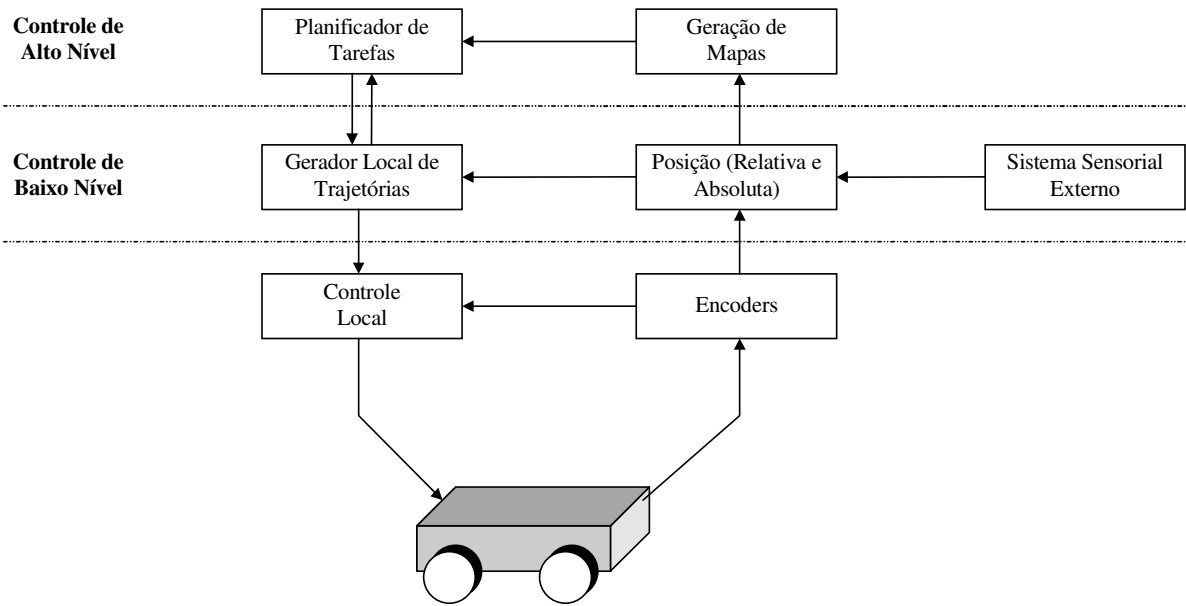 Controle de
Alto Nível
Planificador de
Tarefas
Geração de
Mapas
Controle de
Baixo Nível
Gerador Local de
Trajetórias
Posição (Relativa e
Absoluta)
Sistema Sensorial
Externo
Controle
Local
Encoders